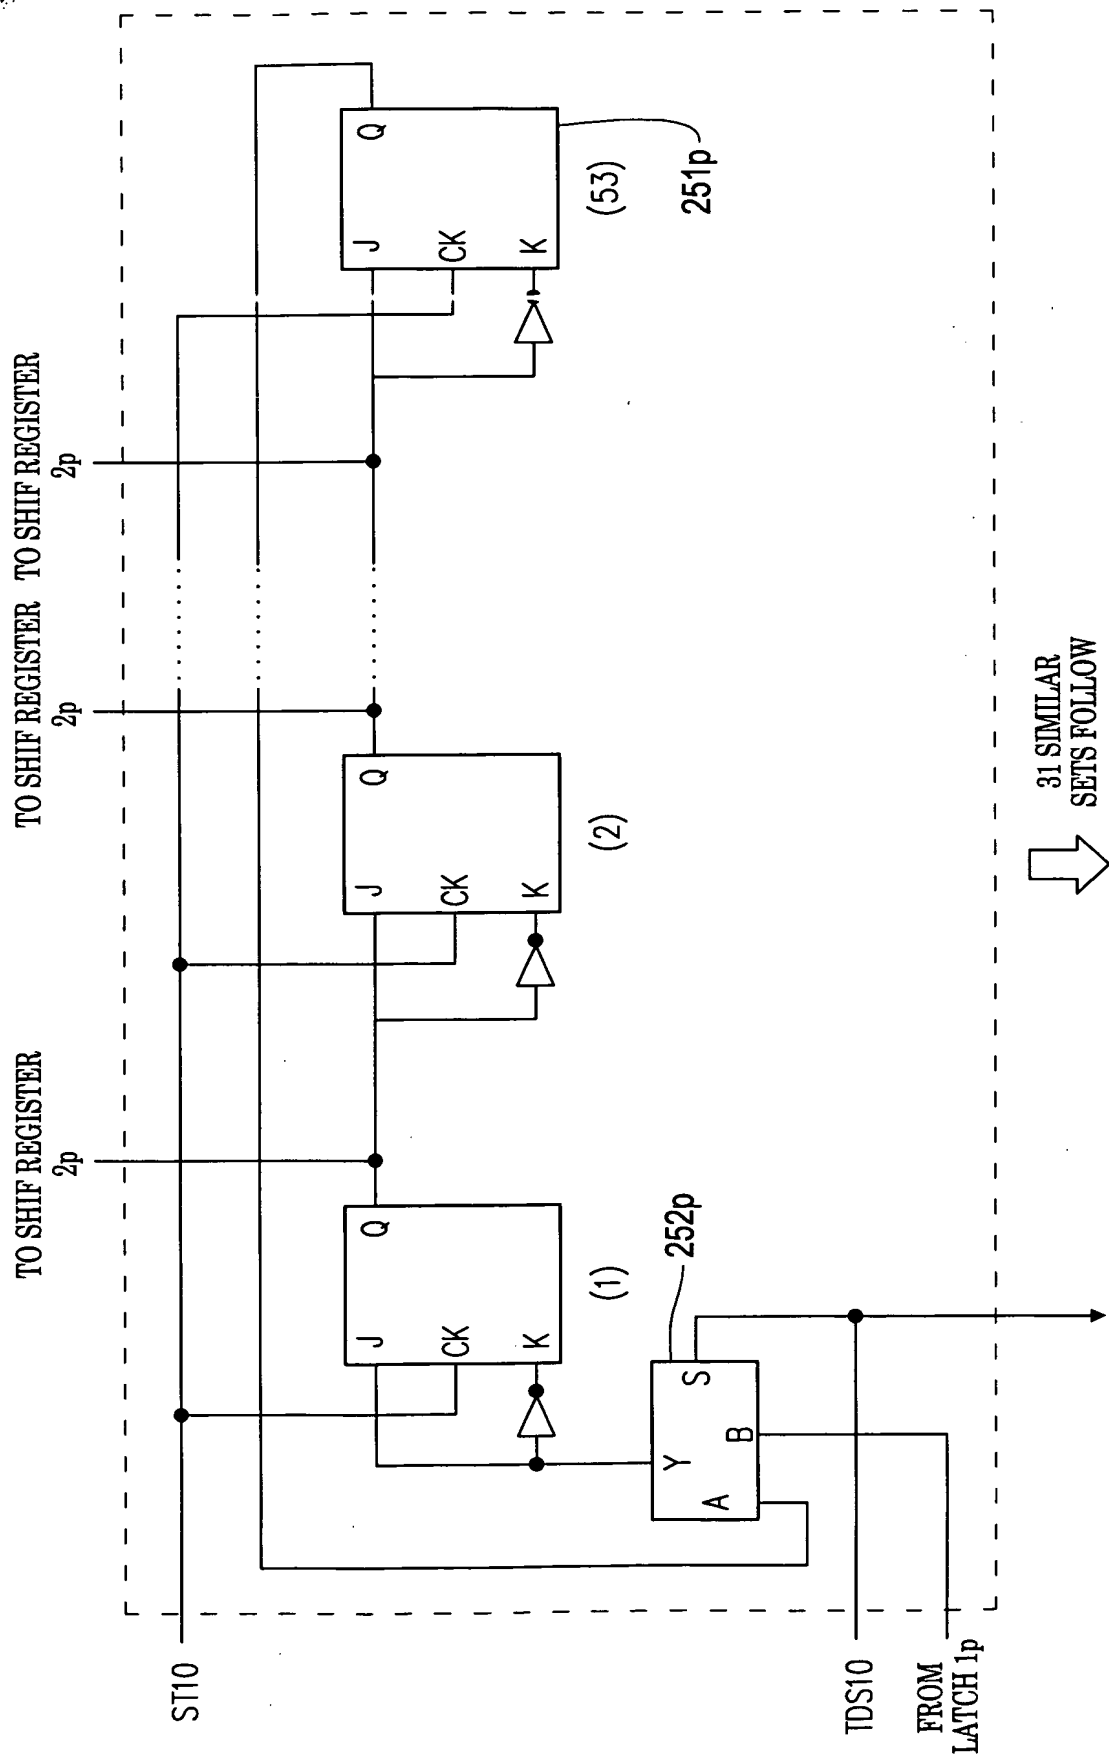 TO SHIF REGISTER
2p
TO SHIF REGISTER
2p
TO SHIF REGISTER
2p
ST10
J
Q
CK
K
(1)
J
Q
CK
K
(2)
J
Q
CK
K
(53)
251p
252p
Y
S
A
B
TDS10
FROM
LATCH 1p
31 SIMILAR
SETS FOLLOW